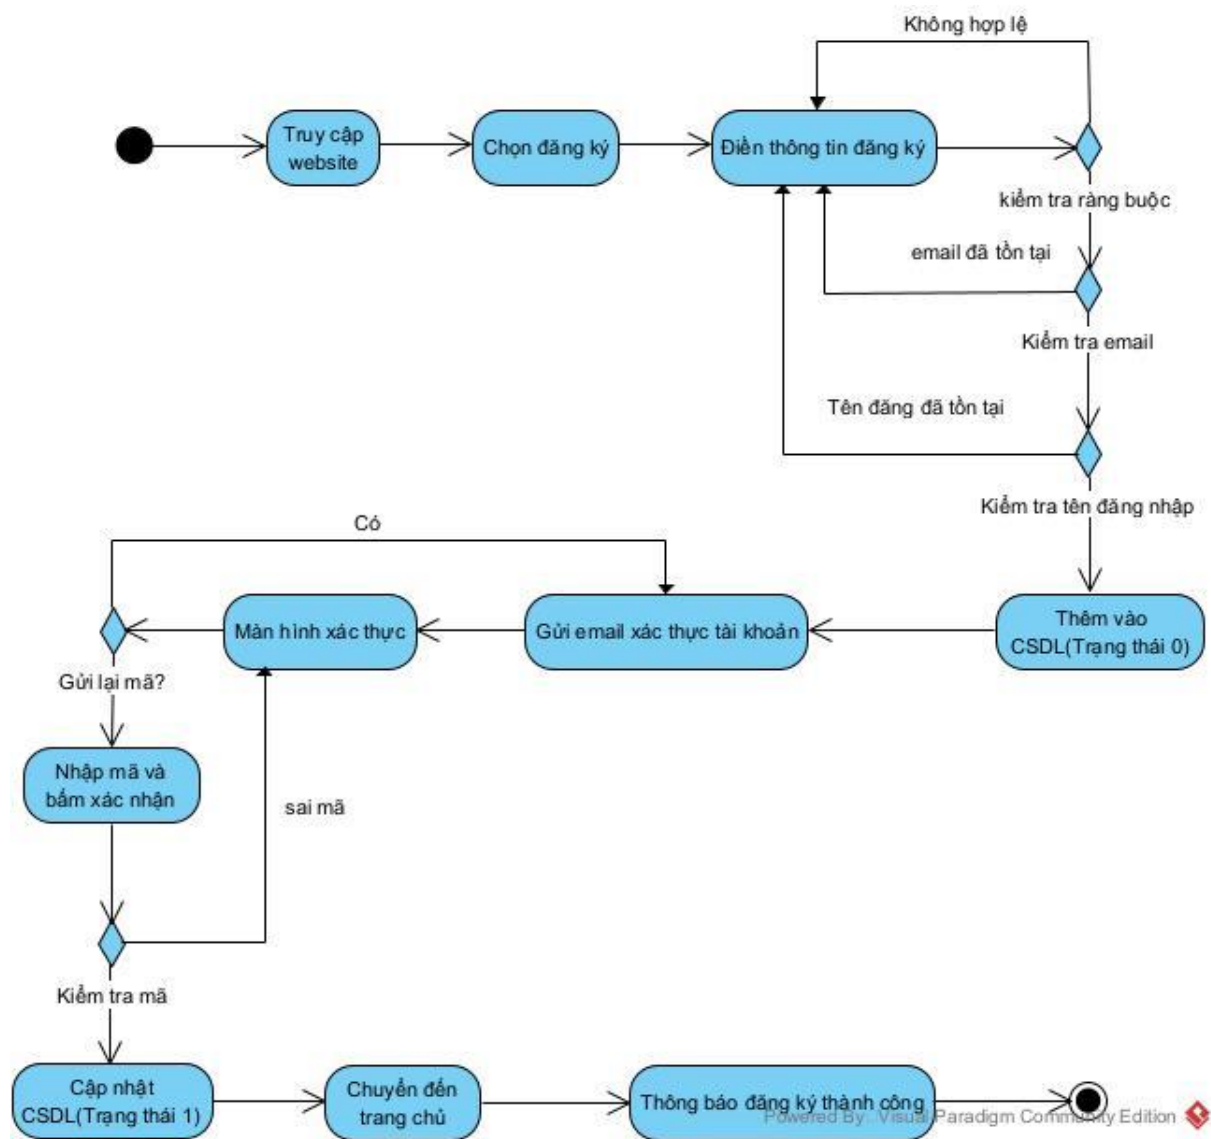 Không hợp lệ
Truy cập
website
Chọn đăng ký
Điền thông tin đăng ký
kiểm tra ràng buộc
email đã tồn tại
Kiểm tra email
Tên đăng đã tồn tại
Kiểm tra tên đăng nhập
Có
Màn hình xác thực
Gửi email xác thực tài khoản
Thêm vào
CSDL(Trạng thái 0)
Gửi lại mã?
Nhập mã và
bấm xác nhận
sai mã
Kiểm tra mã
Cập nhật
CSDL(Trạng thái 1)
Chuyển đến
trang chủ
Thông báo đăng ký thành công
Powered By: Visual Paradigm Community Edition